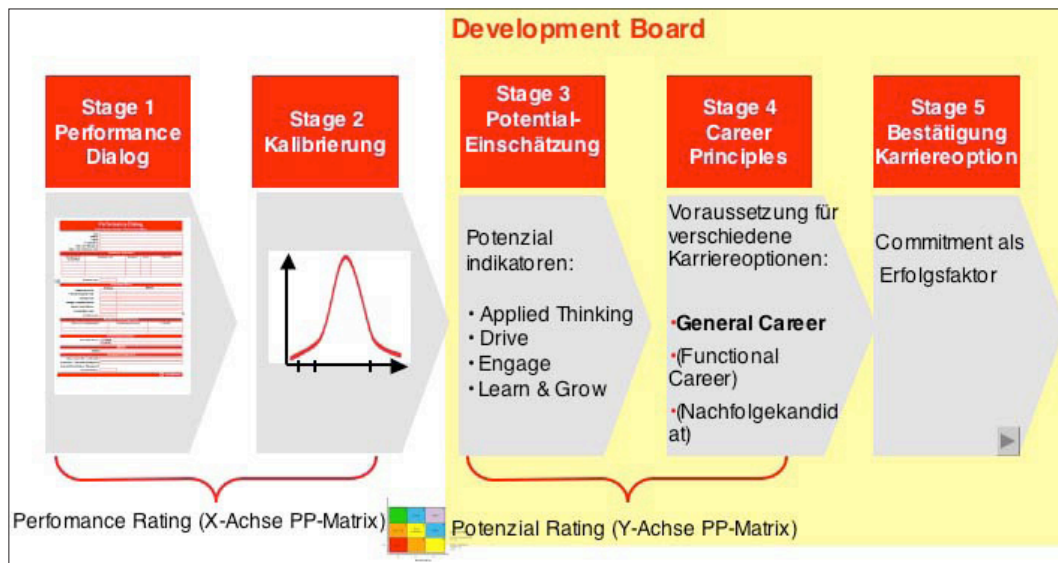 Development Board
Stage 1
Performance
Dialog
Stage 2
Kalibrierung
Stage 3
Potential-
Einschätzung
Stage 4
Career
Principles
Stage 5
Bestätigung
Karriereoption
Performance Dialog
Potenzial
indikatoren:
• Applied Thinking
• Drive
• Engage
• Learn & Grow
Voraussetzung für
verschiedene
Karriereoptionen:
•General Career
•(Functional
Career)
•(Nachfolgekandid
at)
Commitment als
Erfolgsfaktor
Perfomance Rating (X-Achse PP-Matrix)
Potenzial Rating (Y-Achse PP-Matrix)